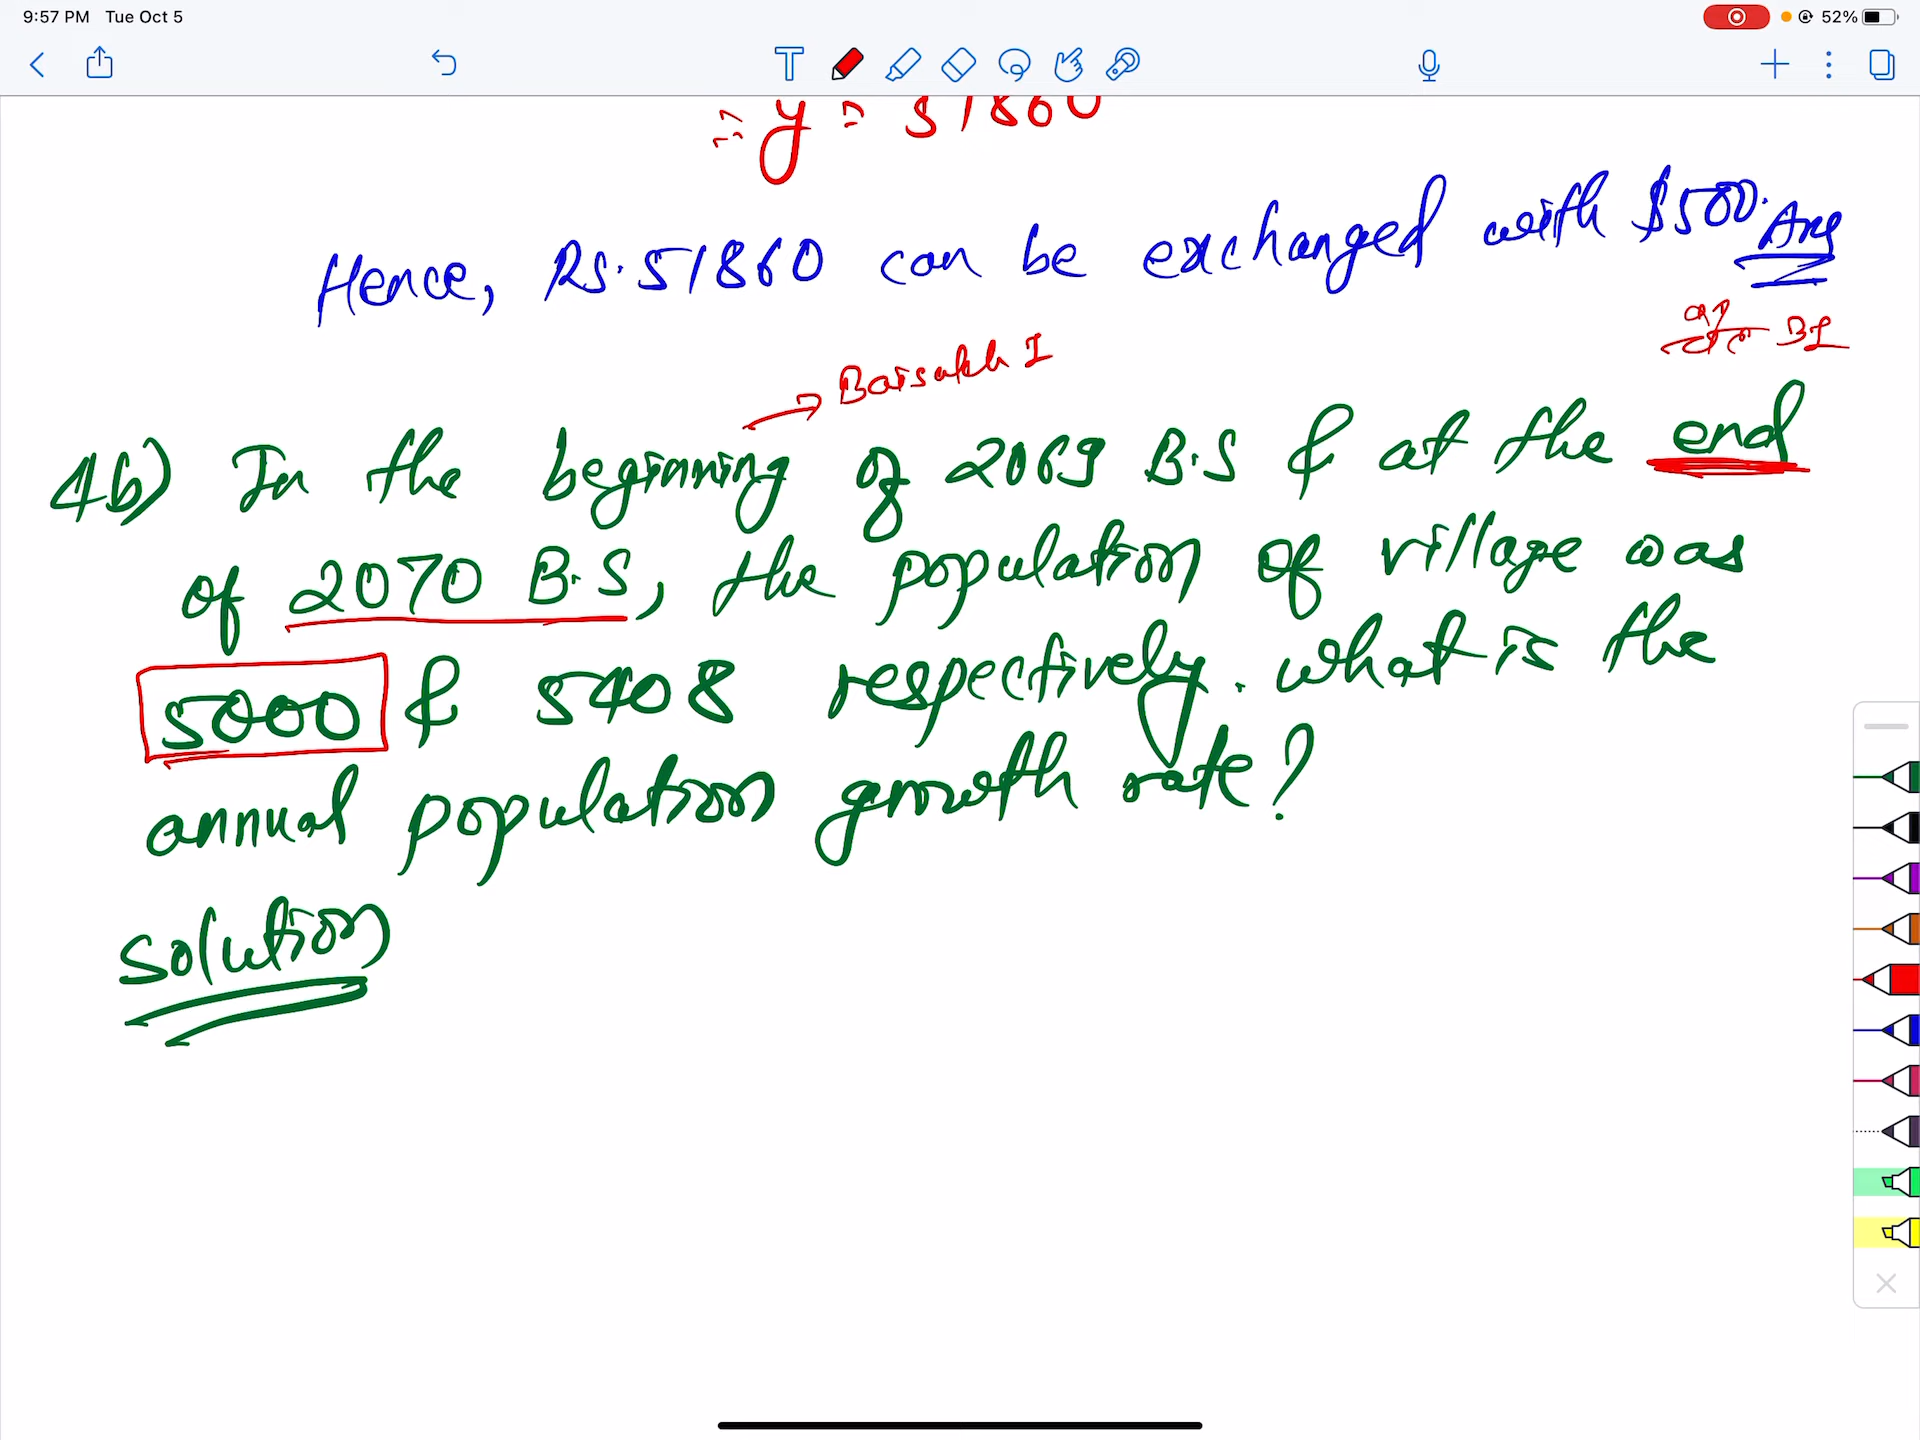 9:57 PM Tue Oct 5
52%
∴ y = 51860
Hence, Rs. 51860 can be exchanged with $500. Ans
Baisakh 1
4b) In the beginning of 2069 B.S & at the end
of 2070 B.S, the population of village was
5000 & 5408 respectively. what is the
annual population growth rate?
solution